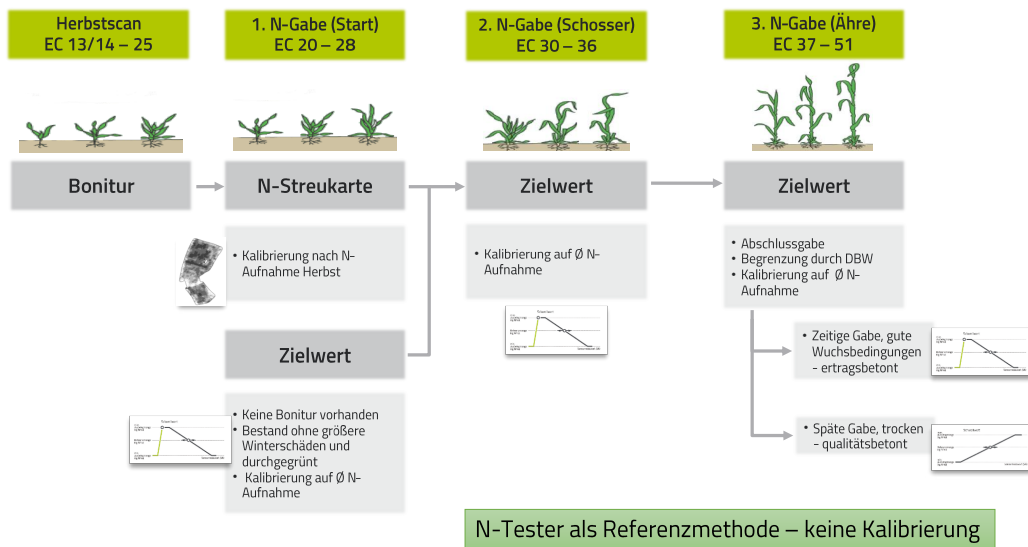 Herbstscan
EC 13/14 – 25
1. N-Gabe (Start)
EC 20 – 28
2. N-Gabe (Schosser)
EC 30 – 36
3. N-Gabe (Ähre)
EC 37 – 51
Bonitur
N-Streukarte
Zielwert
Zielwert
• Kalibrierung nach N-
Aufnahme Herbst
• Kalibrierung auf Ø N-
Aufnahme
• Abschlussgabe
• Begrenzung durch DBW
• Kalibrierung auf Ø N-
Aufnahme
Zielwert
• Keine Bonitur vorhanden
• Bestand ohne größere
Winterschäden und
durchgegrünt
• Kalibrierung auf Ø N-
Aufnahme
• Zeitige Gabe, gute
Wuchsbedingungen
- ertragsbetont
• Späte Gabe, trocken
- qualitätsbetont
N-Tester als Referenzmethode – keine Kalibrierung